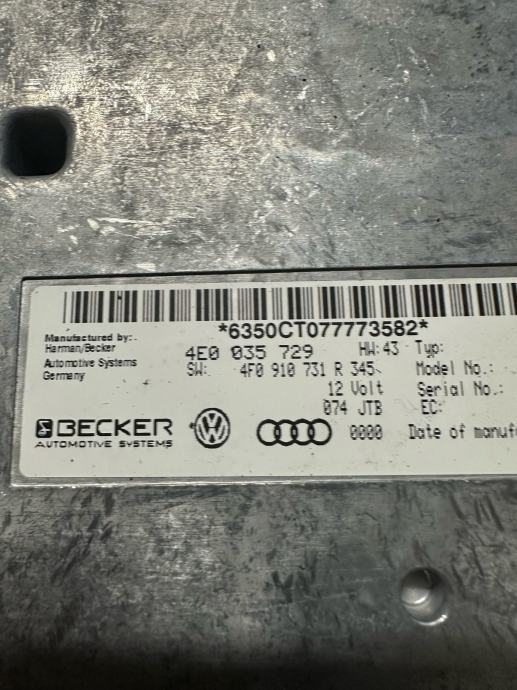 *6350CT077773582*
Manufactured by:.
Harman/Becker
Automotive Systems
Germany
4E0 035 729 HW: 43 Typ:
SW: 4F0 910 731 R 345 Model No.:
12 Volt Serial No.:
074 JTB EC:
BECKER
AUTOMOTIVE SYSTEMS
0000 Date of manuf